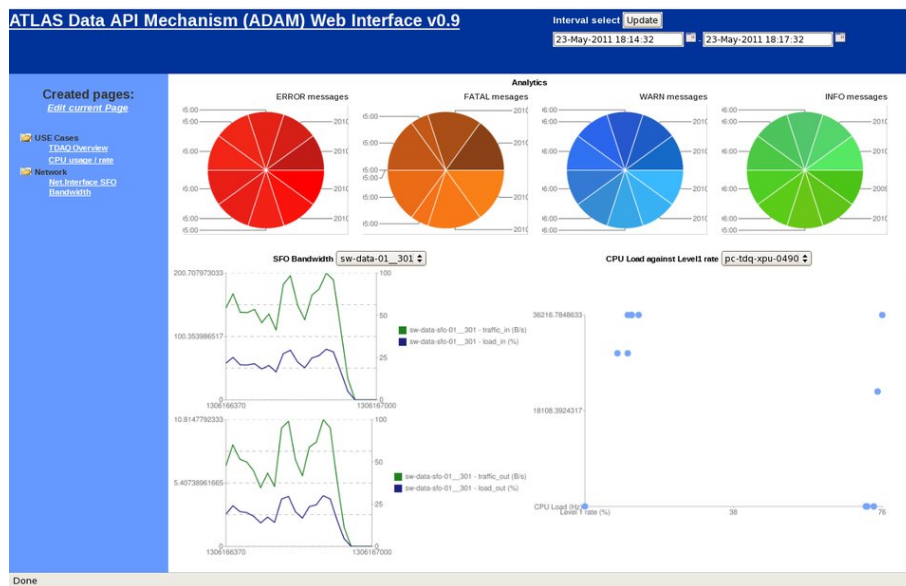 ATLAS Data API Mechanism (ADAM) Web Interface v0.9
Interval select Update
23-May-2011 18:14:32 - 23-May-2011 18:17:32
Created pages:
Edit current Page
USE Cases
TDAQ Overview
CPU usage / rate
Network
Net.Interface SFO
Bandwidth
Analytics
ERROR messages
FATAL mesages
WARN messages
INFO messages
SFO Bandwidth sw-data-01__301
200.707973033
100.353986517
0
100
50
25
0
1306166370
1306167000
sw-data-sfo-01__301 - traffic_in (B/s)
sw-data-sfo-01__301 - load_in (%)
10.8147792333
5.40738961665
100
50
25
0
1306166370
1306167000
sw-data-sfo-01__301 - traffic_out (B/s)
sw-data-sfo-01__301 - load_out (%)
CPU Load against Level1 rate pc-tdq-xpu-0490
36216.7848633
18108.3924317
CPU Load (Hz)
Level 1 rate (%)
38
76
Done